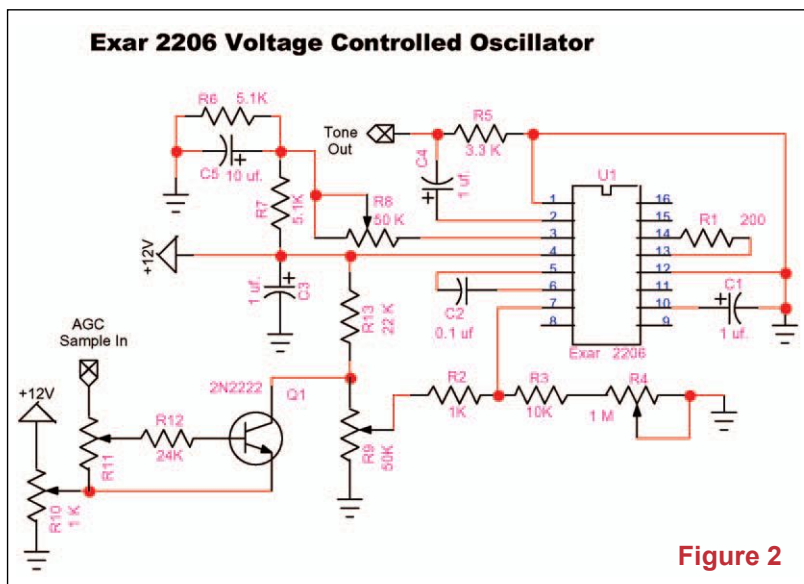 Exar 2206 Voltage Controlled Oscillator
R6
5.1K
Tone
Out
R5
3.3 K
C5
10 uf.
C4
1 uf.
U1
R7
5.1K
R8
50 K
1
2
3
4
5
6
7
8
16
15
14
13
12
11
10
9
R1
200
+12V
1 uf.
C3
C2
0.1 uf
C1
1 uf.
Exar 2206
R13
22 K
AGC
Sample In
2N2222
Q1
+12V
R12
24K
R11
R10
1 K
R9
50K
R2
1K
R3
10K
R4
1 M
Figure 2